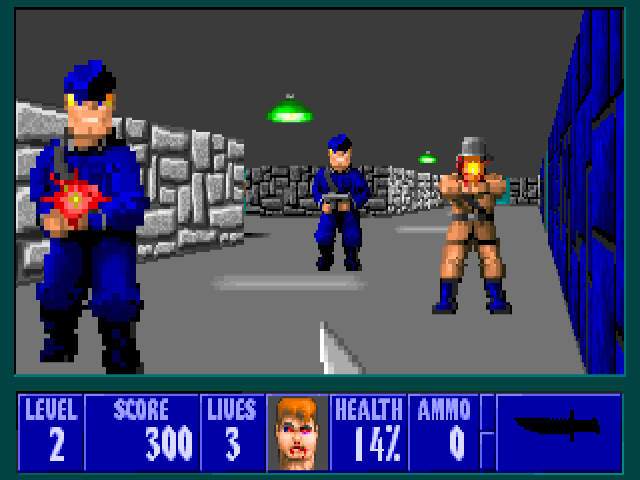 LEVEL SCORE LIVES HEALTH AMMO
2 300 3 14% 0